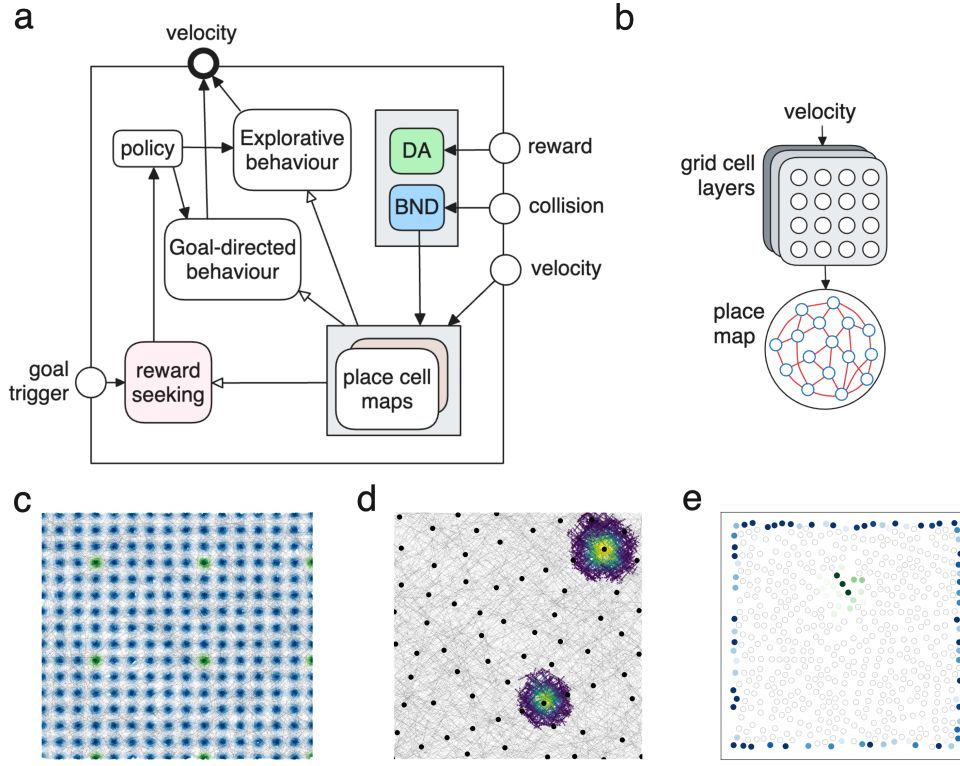 a
velocity
policy
Explorative
behaviour
Goal-directed
behaviour
DA
BND
reward
collision
velocity
goal
trigger
reward
seeking
place cell
maps
b
velocity
grid cell
layers
place
map
c
d
e